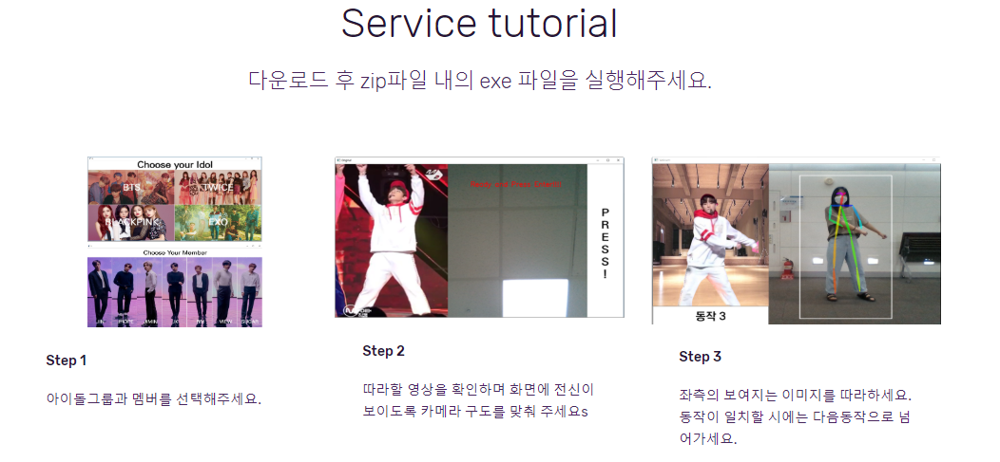 Service tutorial
다운로드 후 zip파일 내의 exe 파일을 실행해주세요.
Choose your Idol
BTS
TWICE
BLACKPINK
EXO
Choose Your Member
JIN
JIMIN
PRESS!
동작 3
Step 1
아이돌그룹과 멤버를 선택해주세요.
Step 2
따라할 영상을 확인하며 화면에 전신이
보이도록 카메라 구도를 맞춰 주세요s
Step 3
좌측의 보여지는 이미지를 따라하세요.
동작이 일치할 시에는 다음동작으로 넘
어가세요.